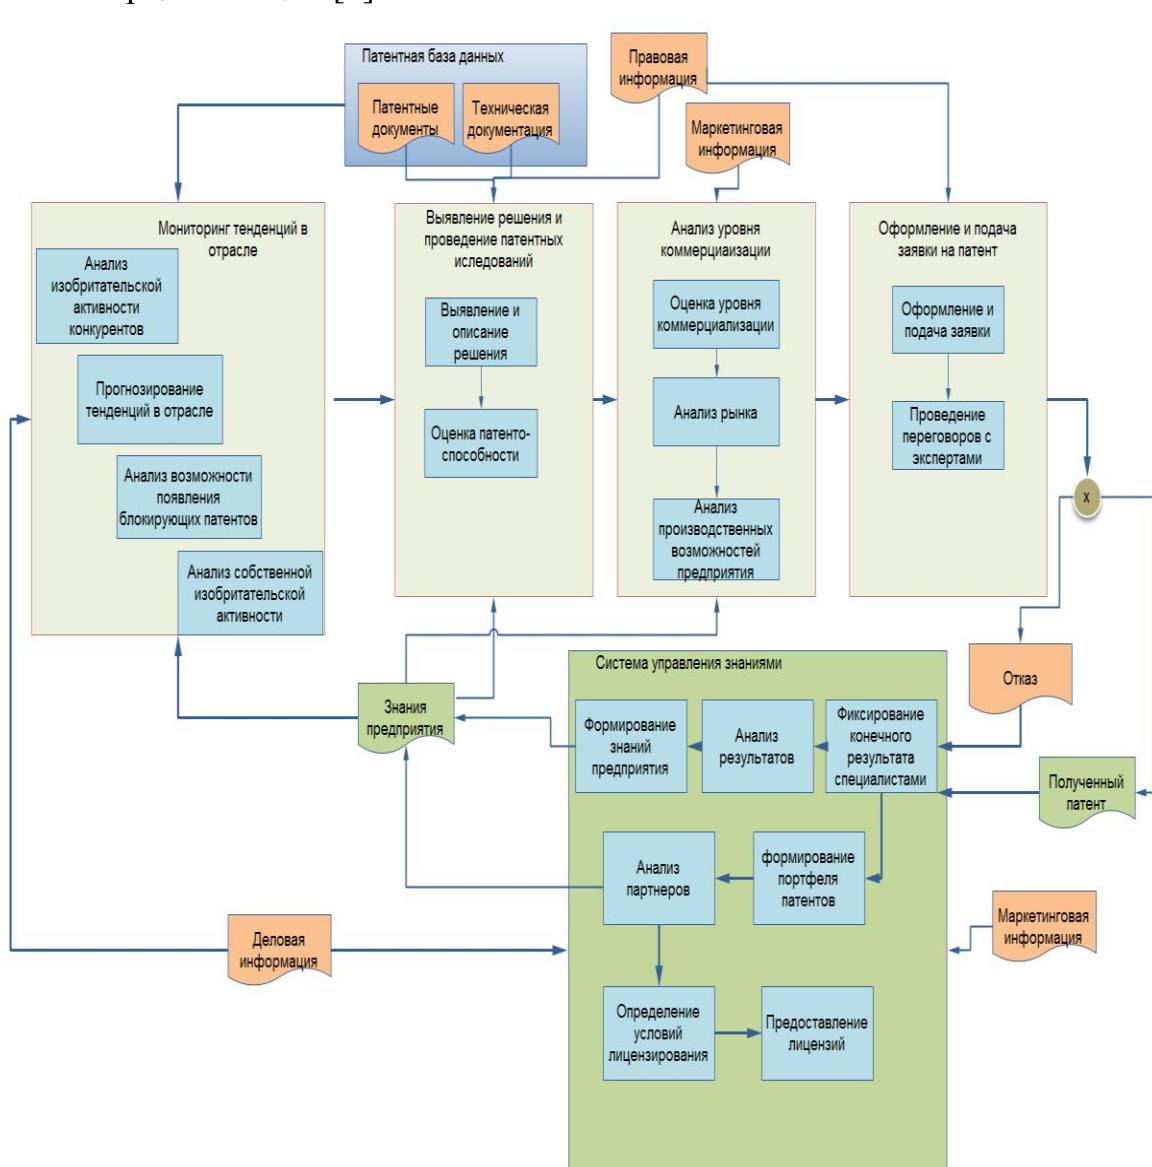 Патентная база данных
Патентные
документы
Техническая
документация
Правовая
информация
Маркетинговая
информация
Мониторинг тенденций в
отрасле
Анализ
изобритательской
активности
конкурентов
Прогнозирование
тенденций в отрасле
Анализ возможности
появления
блокирующих патентов
Анализ собственной
изобритательской
активности
Выявление решения и
проведение патентных
иследований
Выявление и
описание
решения
Оценка патенто-
способности
Анализ уровня
коммерциаизации
Оценка уровня
коммерциализации
Анализ рынка
Анализ
производственных
возможностей
предприятия
Оформление и подача
заявки на патент
Оформление и
подача заявки
Проведение
переговоров с
экспертами
X
Отказ
Полученный
патент
Знания
предприятия
Система управления знаниями
Формирование
знаний
предприятия
Анализ
результатов
Фиксирование
конечного
результата
специалистами
Анализ
партнеров
формирование
портфеля
патентов
Деловая
информация
Маркетинговая
информация
Определение
условий
лицензирования
Предоставление
лицензий